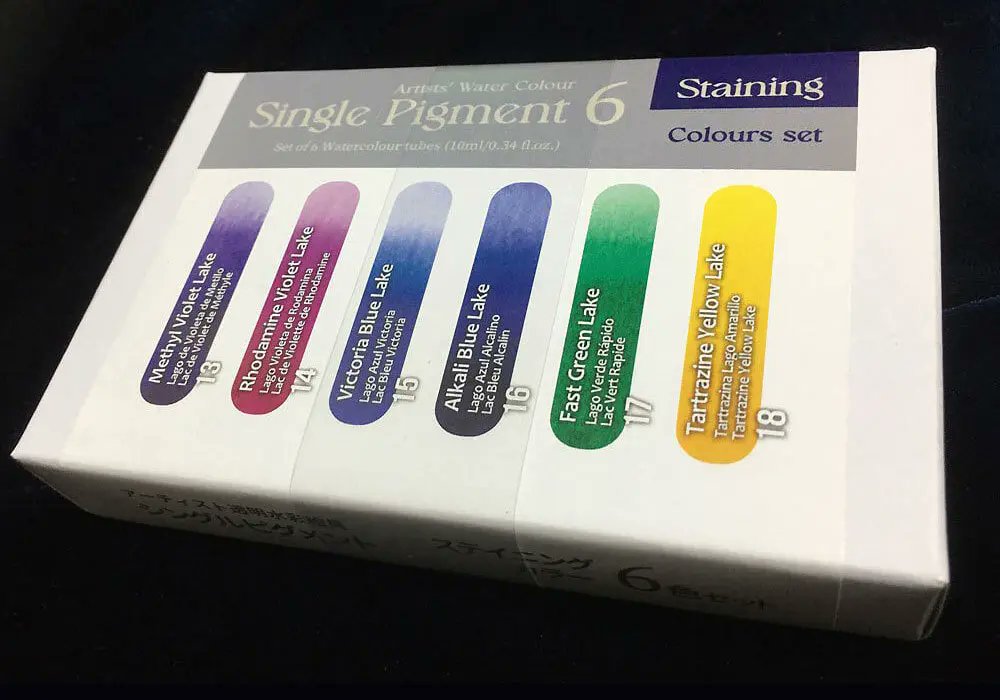 Artists' Water Colour
Single Pigment 6
Set of 6 Watercolour tubes (10ml/0.34 fl.oz.)
Staining
Colours set
Methyl Violet Lake
Lago de Violeta de Metilo
Lac de Violet de Méthyle
13
Rhodamine Violet Lake
Lago Violeta de Rodamina
Lac de Violette de Rhodamine
14
Victoria Blue Lake
Lago Azul Victoria
Lac Bleu Victoria
15
Alkali Blue Lake
Lago Azul Alcalino
Lac Bleu Alcalin
16
Fast Green Lake
Lago Verde Rápido
Lac Vert Rapide
17
Tartrazine Yellow Lake
Tartrazina Lago Amarillo
Tartrazine Yellow Lake
18
アーティスト透明水彩絵具
シングルピグメント
ステイニング
カラー
6色セット